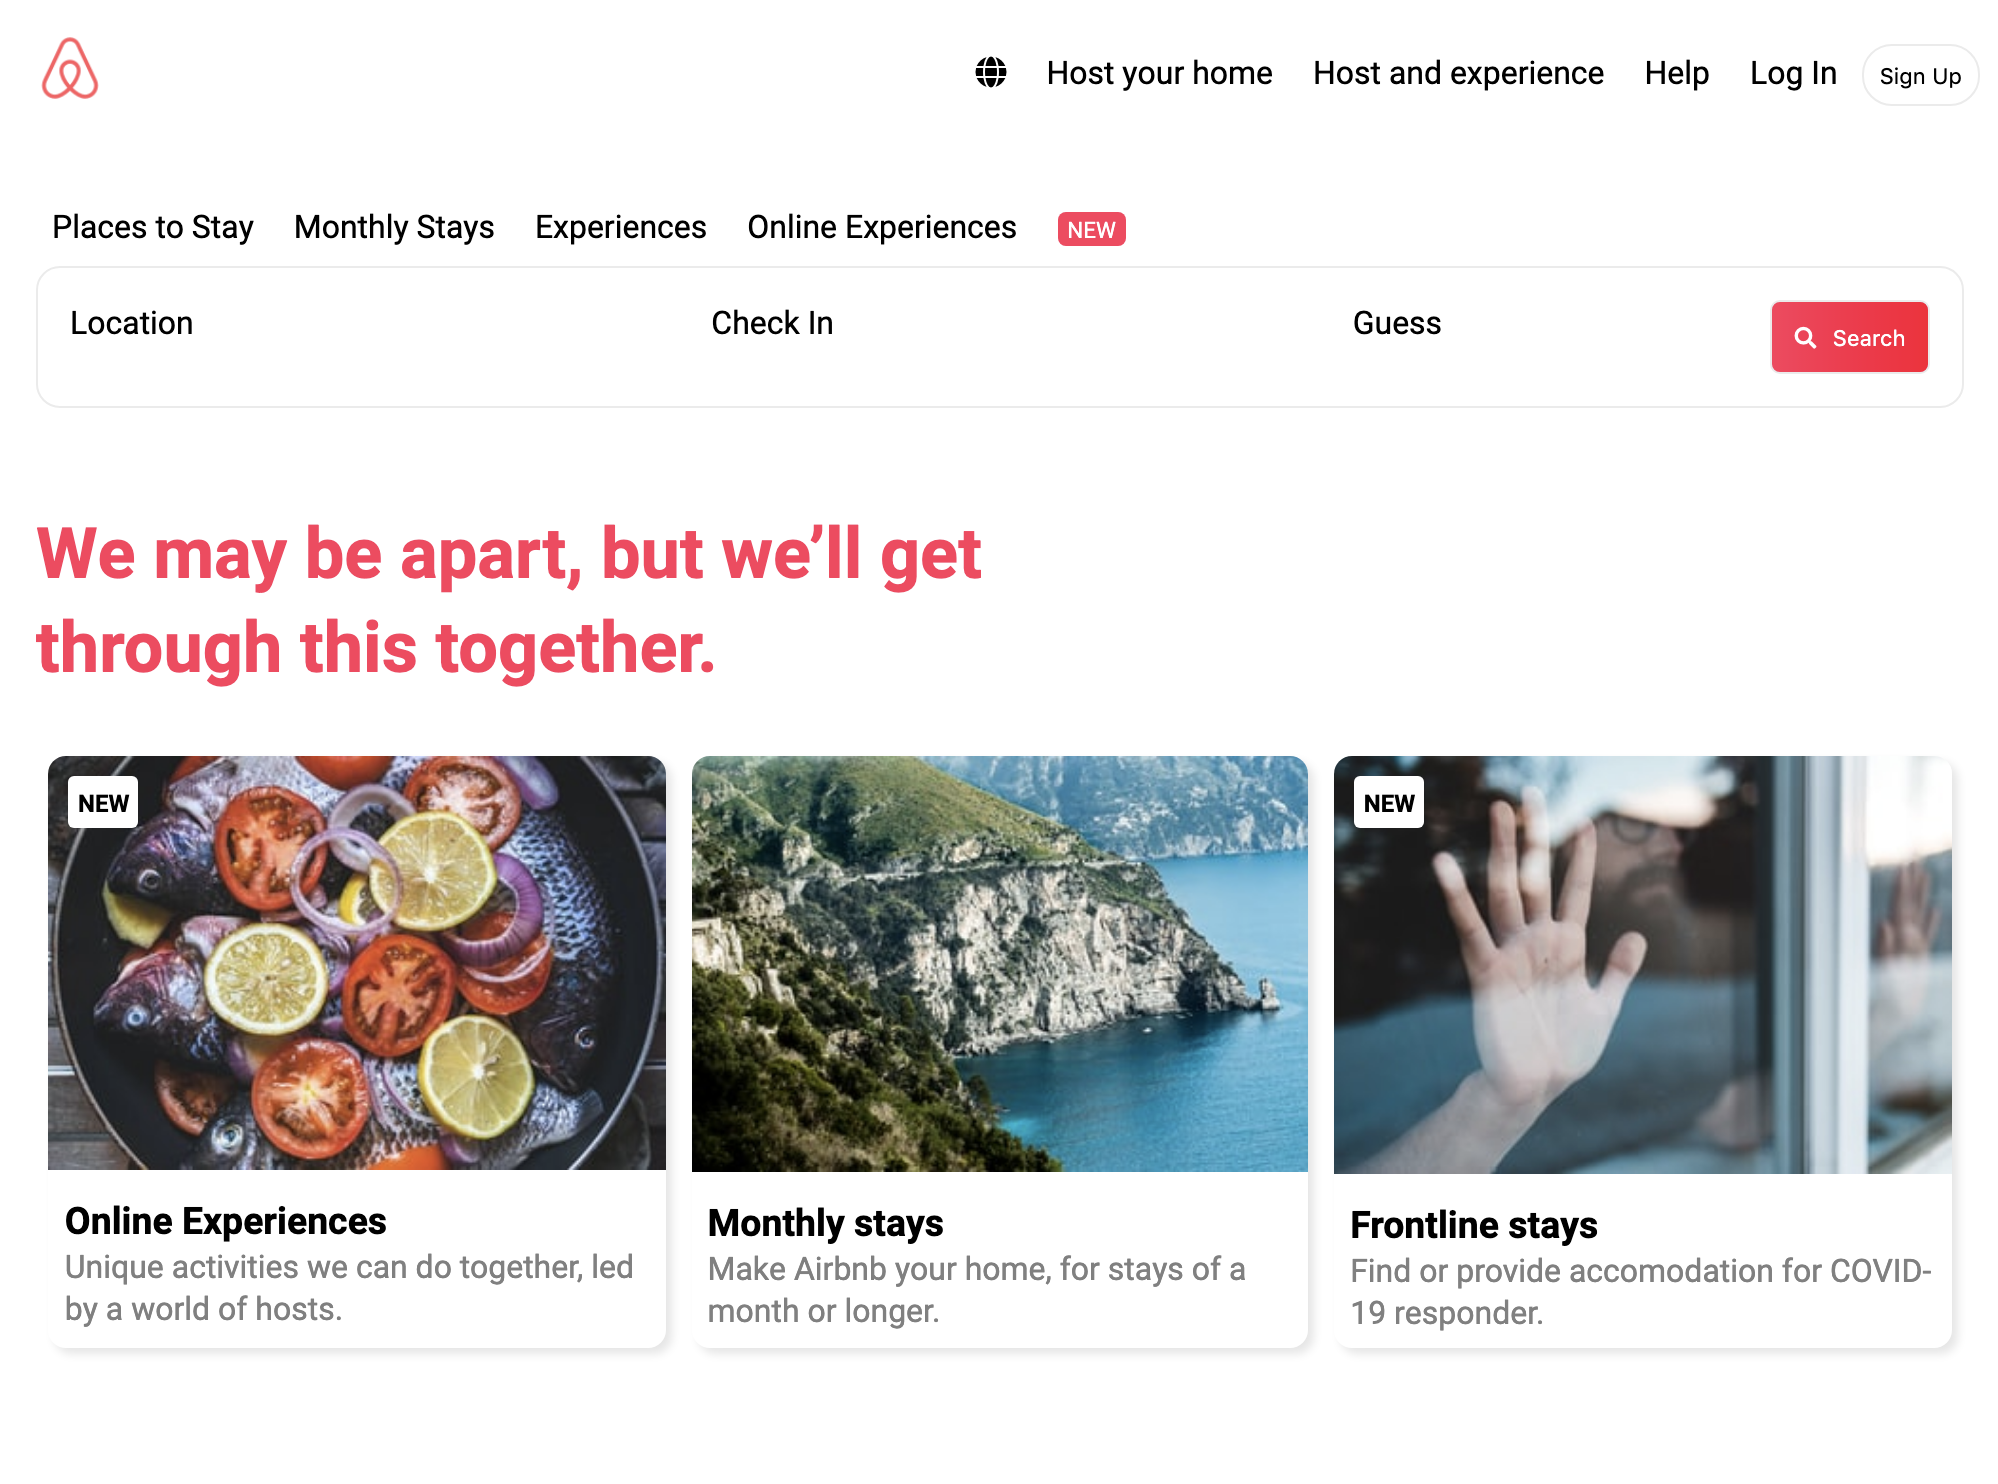 Host your home Host and experience Help Log In Sign Up
Places to Stay Monthly Stays Experiences Online Experiences NEW
Location Check In Guess Search
We may be apart, but we’ll get
through this together.
NEW
NEW
Online Experiences
Unique activities we can do together, led
by a world of hosts.
Monthly stays
Make Airbnb your home, for stays of a
month or longer.
Frontline stays
Find or provide accomodation for COVID-
19 responder.